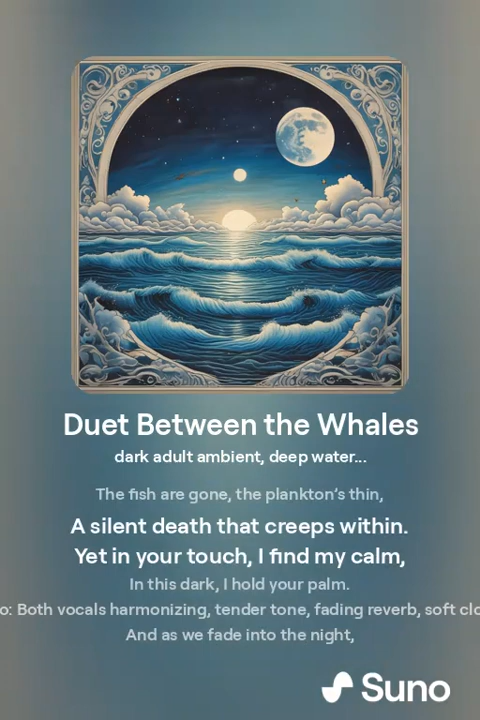 Duet Between the Whales
dark adult ambient, deep water...
The fish are gone, the plankton's thin,
A silent death that creeps within.
Yet in your touch, I find my calm,
In this dark, I hold your palm.
o: Both vocals harmonizing, tender tone, fading reverb, soft clo
And as we fade into the night,
Suno